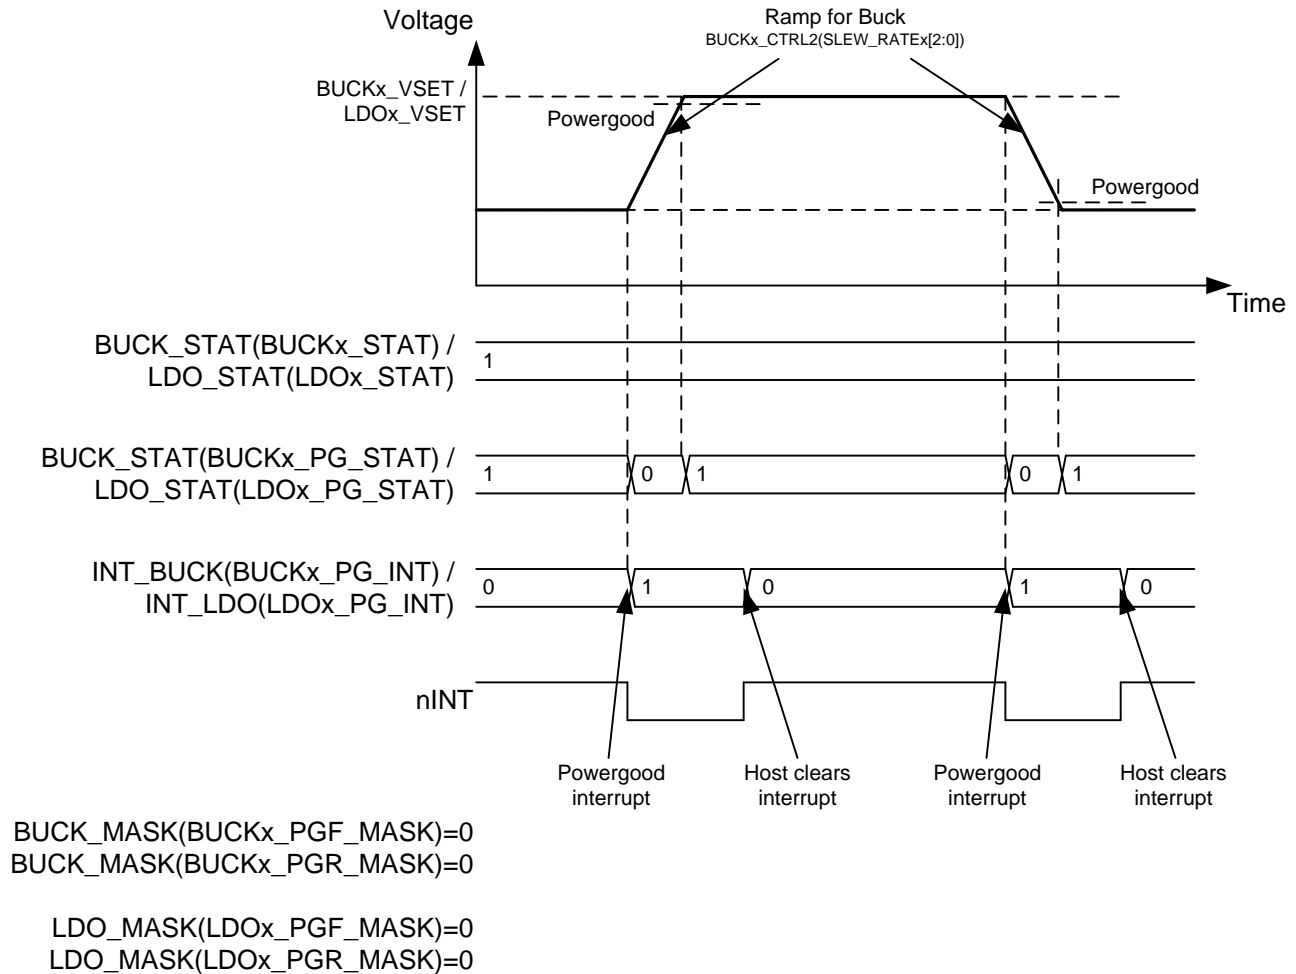 Voltage
Ramp for Buck
BUCKx_CTRL2(SLEW_RATEx[2:0])
BUCKx_VSET /
LDOx_VSET
Powergood
Powergood
Time
BUCK_STAT(BUCKx_STAT) /
LDO_STAT(LDOx_STAT)
1
BUCK_STAT(BUCKx_PG_STAT) /
LDO_STAT(LDOx_PG_STAT)
1 0 1 0 1
INT_BUCK(BUCKx_PG_INT) /
INT_LDO(LDOx_PG_INT)
0 1 0 1 0
nINT
Powergood
interrupt
Host clears
interrupt
Powergood
interrupt
Host clears
interrupt
BUCK_MASK(BUCKx_PGF_MASK)=0
BUCK_MASK(BUCKx_PGR_MASK)=0
LDO_MASK(LDOx_PGF_MASK)=0
LDO_MASK(LDOx_PGR_MASK)=0